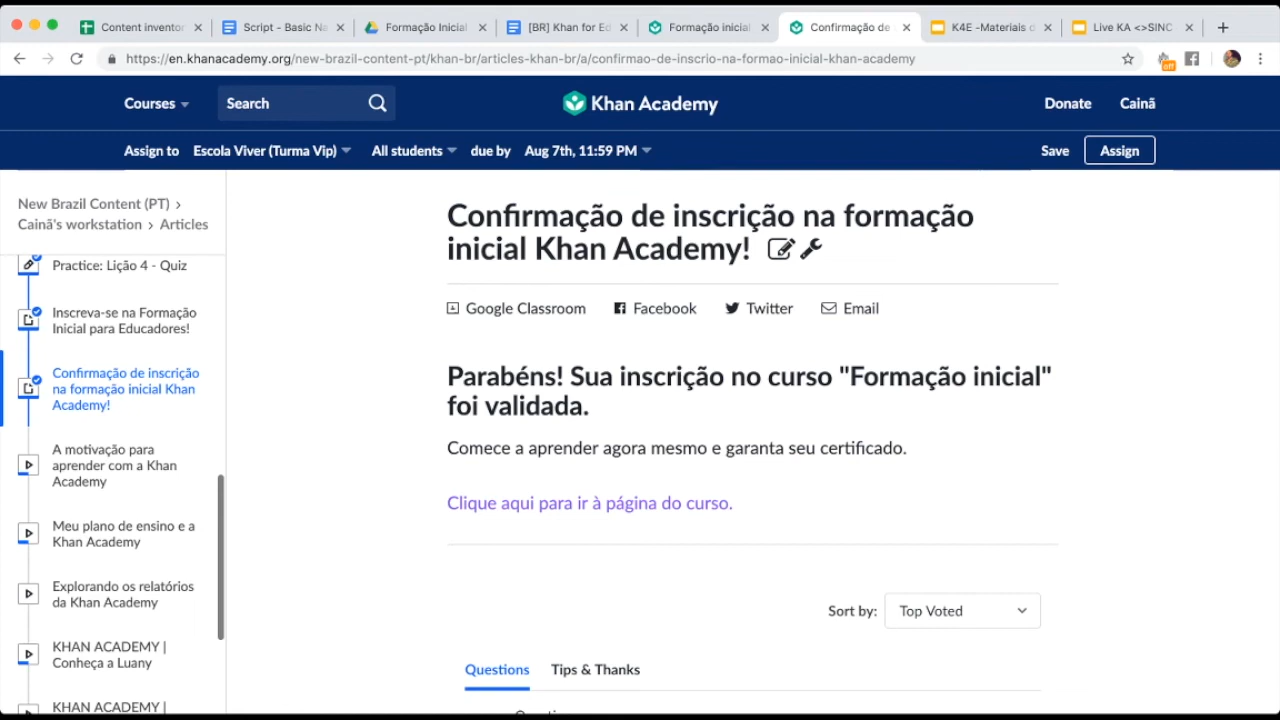 Content invento
Script - Basic Na
Formação Inicial
[BR] Khan for Ed
Formação inicial
Confirmação de
K4E -Materiais d
Live KA <>SINC
https://en.khanacademy.org/new-brazil-content-pt/khan-br/articles-khan-br/a/confirmao-de-inscrio-na-formao-inicial-khan-academy
off
Courses
Search
Khan Academy
Donate
Cainã
Assign to
Escola Viver (Turma Vip)
All students
due by
Aug 7th, 11:59 PM
Save
Assign
New Brazil Content (PT) >
Cainã's workstation > Articles
Practice: Lição 4 - Quiz
Inscreva-se na Formação
Inicial para Educadores!
Confirmação de inscrição
na formação inicial Khan
Academy!
A motivação para
aprender com a Khan
Academy
Meu plano de ensino e a
Khan Academy
Explorando os relatórios
da Khan Academy
KHAN ACADEMY |
Conheça a Luany
KHAN ACADEMY |
Confirmação de inscrição na formação
inicial Khan Academy!
Google Classroom
Facebook
Twitter
Email
Parabéns! Sua inscrição no curso "Formação inicial"
foi validada.
Comece a aprender agora mesmo e garanta seu certificado.
Clique aqui para ir à página do curso.
Sort by:
Top Voted
Questions
Tips & Thanks